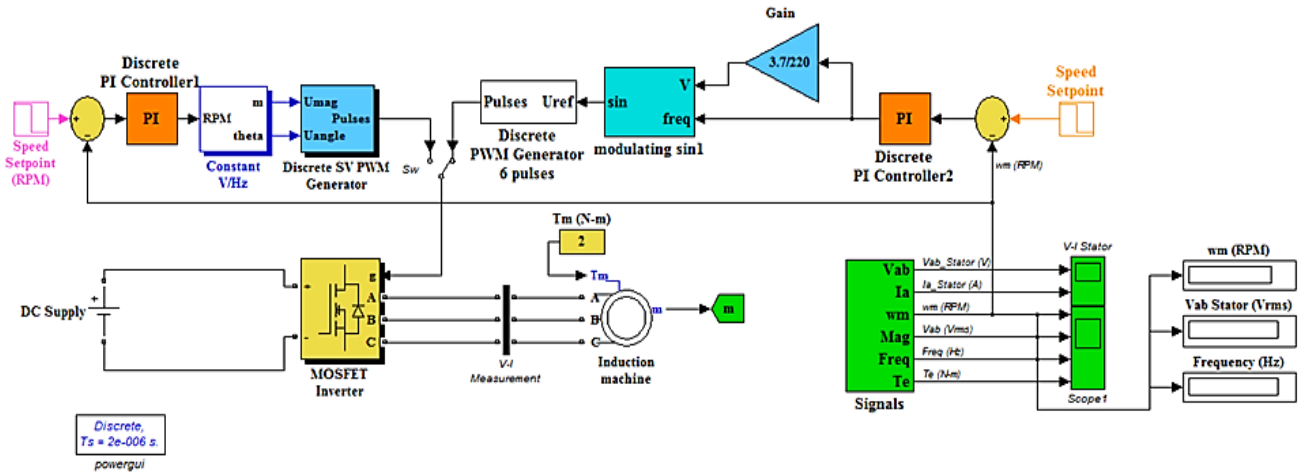 Gain
3.7/220
Discrete
PI Controller1
PI
Speed
Setpoint
(RPM)
+
-
RPM
m
theta
Constant
V/Hz
Umag
Pulses
Uangle
Discrete SV PWM
Generator
Sw
Pulses Uref
Discrete
PWM Generator
6 pulses
sin
V
freq
modulating sin1
PI
Discrete
PI Controller2
+
-
Speed
Setpoint
wm (RPM)
DC Supply
+
g
+
-
A
B
C
MOSFET
Inverter
V-I
Measurement
Tm (N-m)
2
Tm
A
B
C
m
Induction
machine
m
Vab
Ia
wm
Mag
Freq
Te
Signals
Vab_Stator (V)
Ia_Stator (A)
wm (RPM)
Vab (Vrms)
Freq (Hz)
Te (N-m)
V-I Stator
Scope1
wm (RPM)
Vab Stator (Vrms)
Frequency (Hz)
Discrete,
Ts = 2e-006 s.
powergui